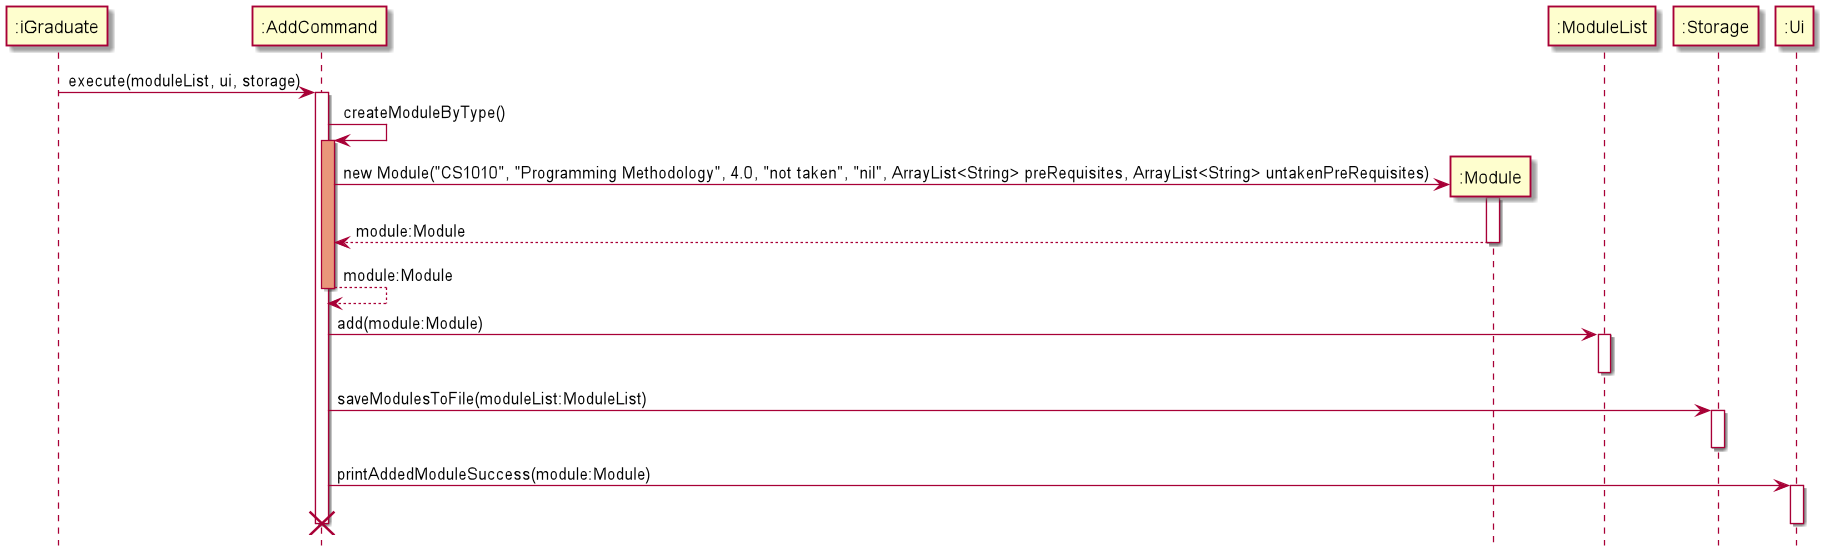 :iGraduate
:AddCommand
:ModuleList
:Storage
:Ui
execute(moduleList, ui, storage)
createModuleByType()
new Module("CS1010", "Programming Methodology", 4.0, "not taken", "nil", ArrayList<String> preRequisites, ArrayList<String> untakenPreRequisites)
:Module
module:Module
module:Module
add(module:Module)
saveModulesToFile(moduleList:ModuleList)
printAddedModuleSuccess(module:Module)